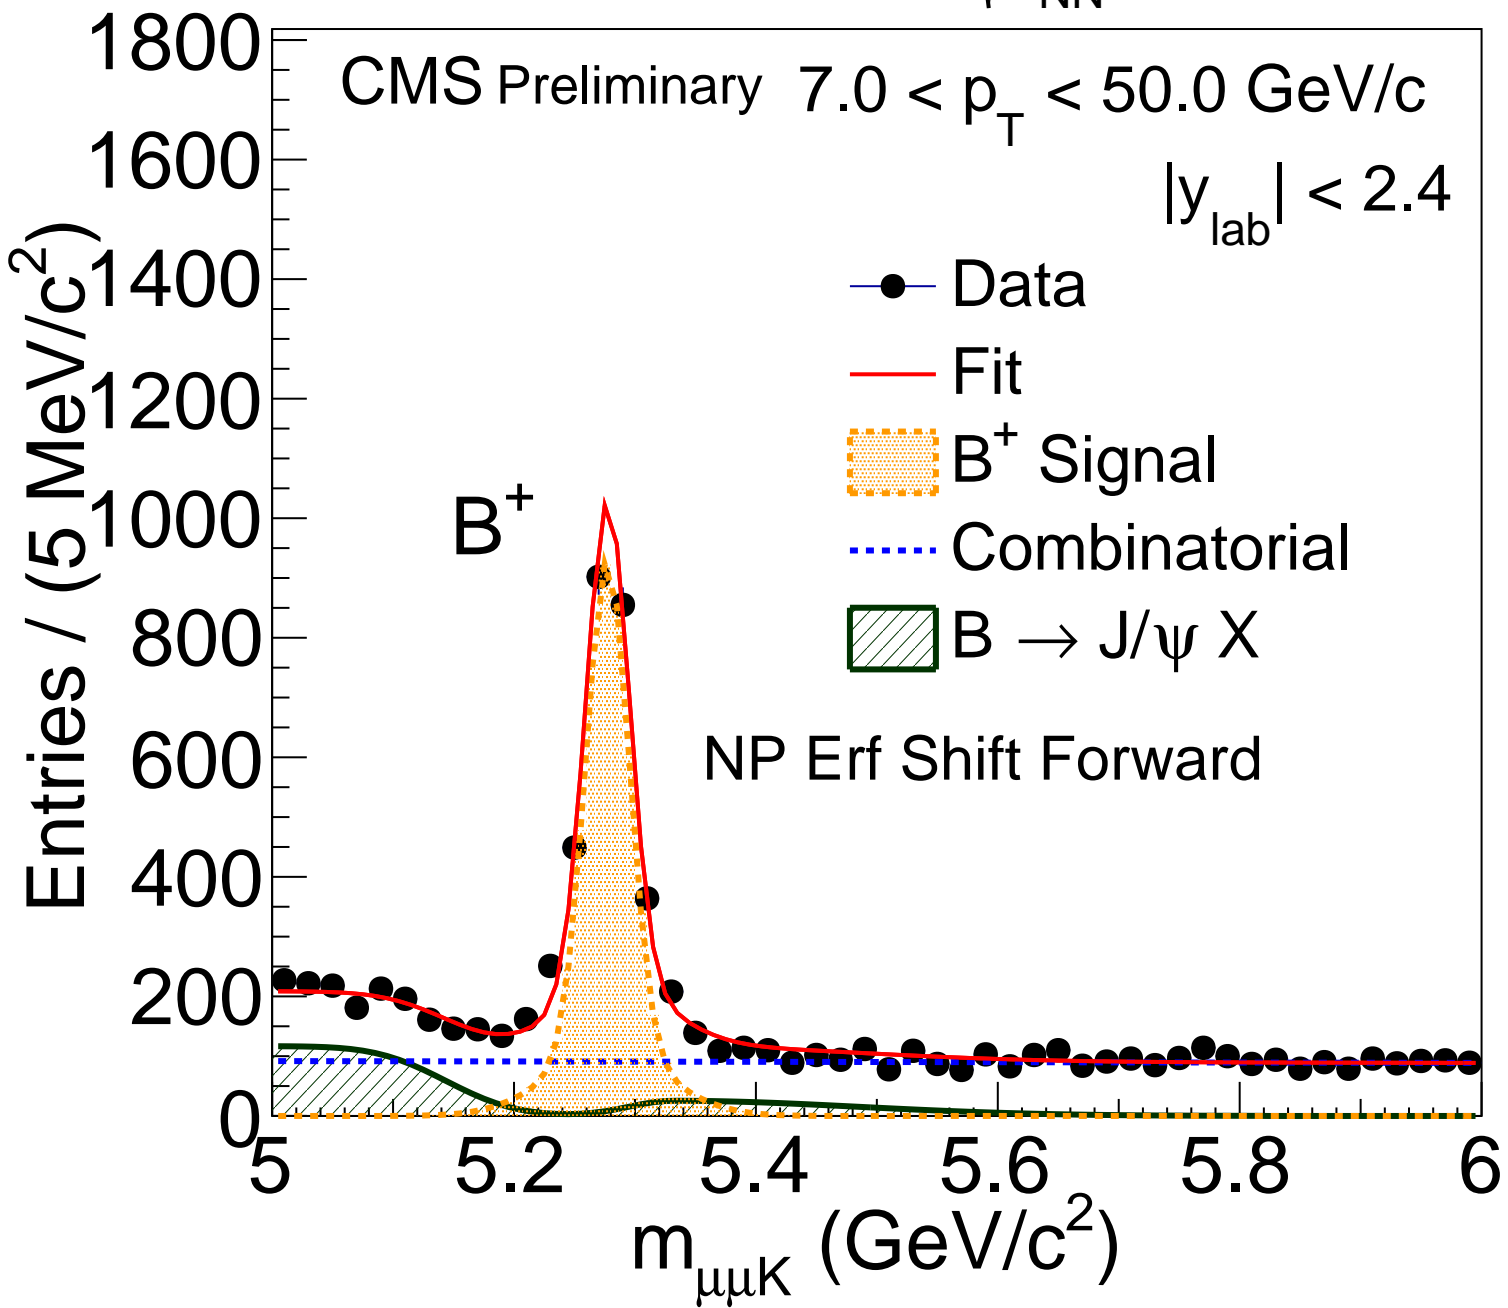 NN
1800
1600
1400
1200
1000
800
600
400
200
0
Entries / (5 MeV/c²)
CMS Preliminary 7.0 < p_T < 50.0 GeV/c
|y_lab| < 2.4
Data
Fit
B⁺ Signal
Combinatorial
B → J/ψ X
B⁺
NP Erf Shift Forward
5 5.2 5.4 5.6 5.8 6
m_μμK (GeV/c²)